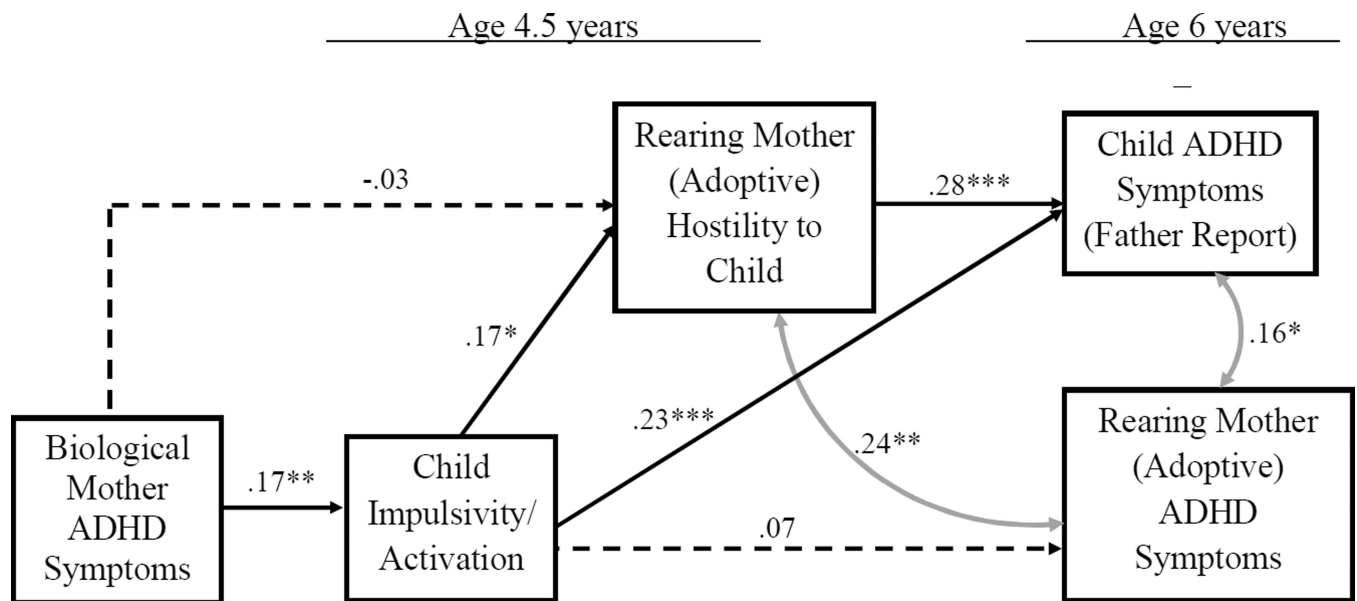 Age 4.5 years
Age 6 years
Rearing Mother
(Adoptive)
Hostility to
Child
Child ADHD
Symptoms
(Father Report)
-.03
.28***
.17*
.16*
.23***
.24**
Biological
Mother
ADHD
Symptoms
.17**
Child
Impulsivity/
Activation
.07
Rearing Mother
(Adoptive)
ADHD
Symptoms